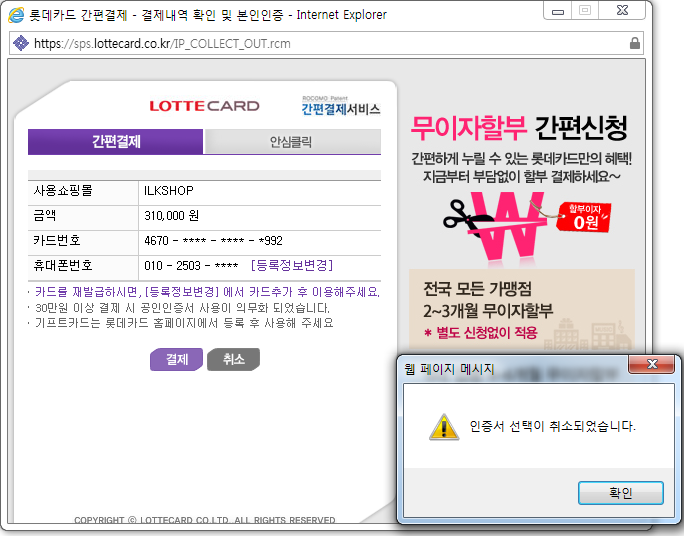 롯데카드 간편결제 - 결제내역 확인 및 본인인증 - Internet Explorer
https://sps.lottecard.co.kr/IP_COLLECT_OUT.rcm
LOTTECARD
ROCOMO Patent
간편결제서비스
간편결제
안심클릭
사용쇼핑몰 ILKSHOP
금액 310,000 원
카드번호 4670 - **** - **** - *992
휴대폰번호 010 - 2503 - **** [등록정보변경]
· 카드를 재발급하시면, [등록정보변경] 에서 카드추가 후 이용해주세요.
· 30만원 이상 결제 시 공인인증서 사용이 의무화 되었습니다.
· 기프트카드는 롯데카드 홈페이지에서 등록 후 사용해 주세요
결제
취소
COPYRIGHT ⓒ LOTTECARD CO.LTD. ALL RIGHTS RESERVED.
무이자할부 간편신청
간편하게 누릴 수 있는 롯데카드만의 혜택!
지금부터 부담없이 할부 결제하세요~
₩
할부이자
0원
전국 모든 가맹점
2~3개월 무이자할부
* 별도 신청없이 적용
웹 페이지 메시지
인증서 선택이 취소되었습니다.
확인